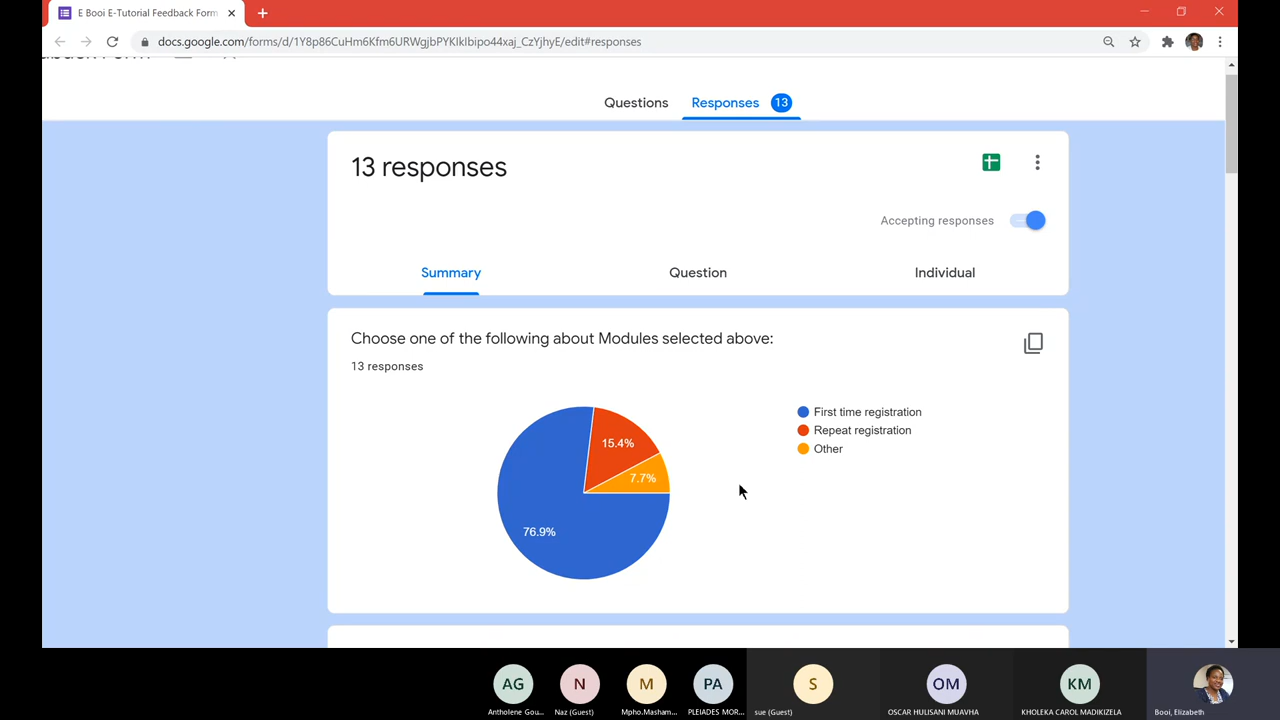 E Booi E-Tutorial Feedback Form
docs.google.com/forms/d/1Y8p86CuHm6Kfm6URWgjbPYKIkIbipo44xaj_CzYjhyE/edit#responses
Questions
Responses 13
13 responses
Accepting responses
Summary
Question
Individual
Choose one of the following about Modules selected above:
13 responses
First time registration
Repeat registration
Other
15.4%
7.7%
76.9%
AG
N
M
PA
S
OM
KM
Antholene Gou...
Naz (Guest)
Mpho.Masham...
PLEIADES MOR...
sue (Guest)
OSCAR HULISANI MUAVHA
KHOLEKA CAROL MADIKIZELA
Booi, Elizabeth